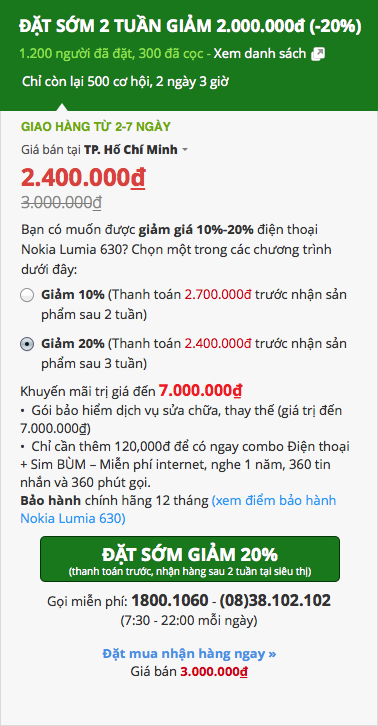 ĐẶT SỚM 2 TUẦN GIẢM 2.000.000đ (-20%)
1.200 người đã đặt, 300 đã cọc - Xem danh sách
Chỉ còn lại 500 cơ hội, 2 ngày 3 giờ
GIAO HÀNG TỪ 2-7 NGÀY
Giá bán tại TP. Hồ Chí Minh
2.400.000đ
3.000.000đ
Bạn có muốn được giảm giá 10%-20% điện thoại
Nokia Lumia 630? Chọn một trong các chương trình
dưới đây:
Giảm 10% (Thanh toán 2.700.000đ trước nhận sản
phẩm sau 2 tuần)
Giảm 20% (Thanh toán 2.400.000đ trước nhận sản
phẩm sau 3 tuần)
Khuyến mãi trị giá đến 7.000.000đ
• Gói bảo hiểm dịch vụ sửa chữa, thay thế (giá trị đến
7.000.000đ)
• Chỉ cần thêm 120,000đ để có ngay combo Điện thoại
+ Sim BÙM – Miễn phí internet, nghe 1 năm, 360 tin
nhắn và 360 phút gọi.
Bảo hành chính hãng 12 tháng (xem điểm bảo hành
Nokia Lumia 630)
ĐẶT SỚM GIẢM 20%
(thanh toán trước, nhận hàng sau 2 tuần tại siêu thị)
Gọi miễn phí: 1800.1060 - (08)38.102.102
(7:30 - 22:00 mỗi ngày)
Đặt mua nhận hàng ngay »
Giá bán 3.000.000đ